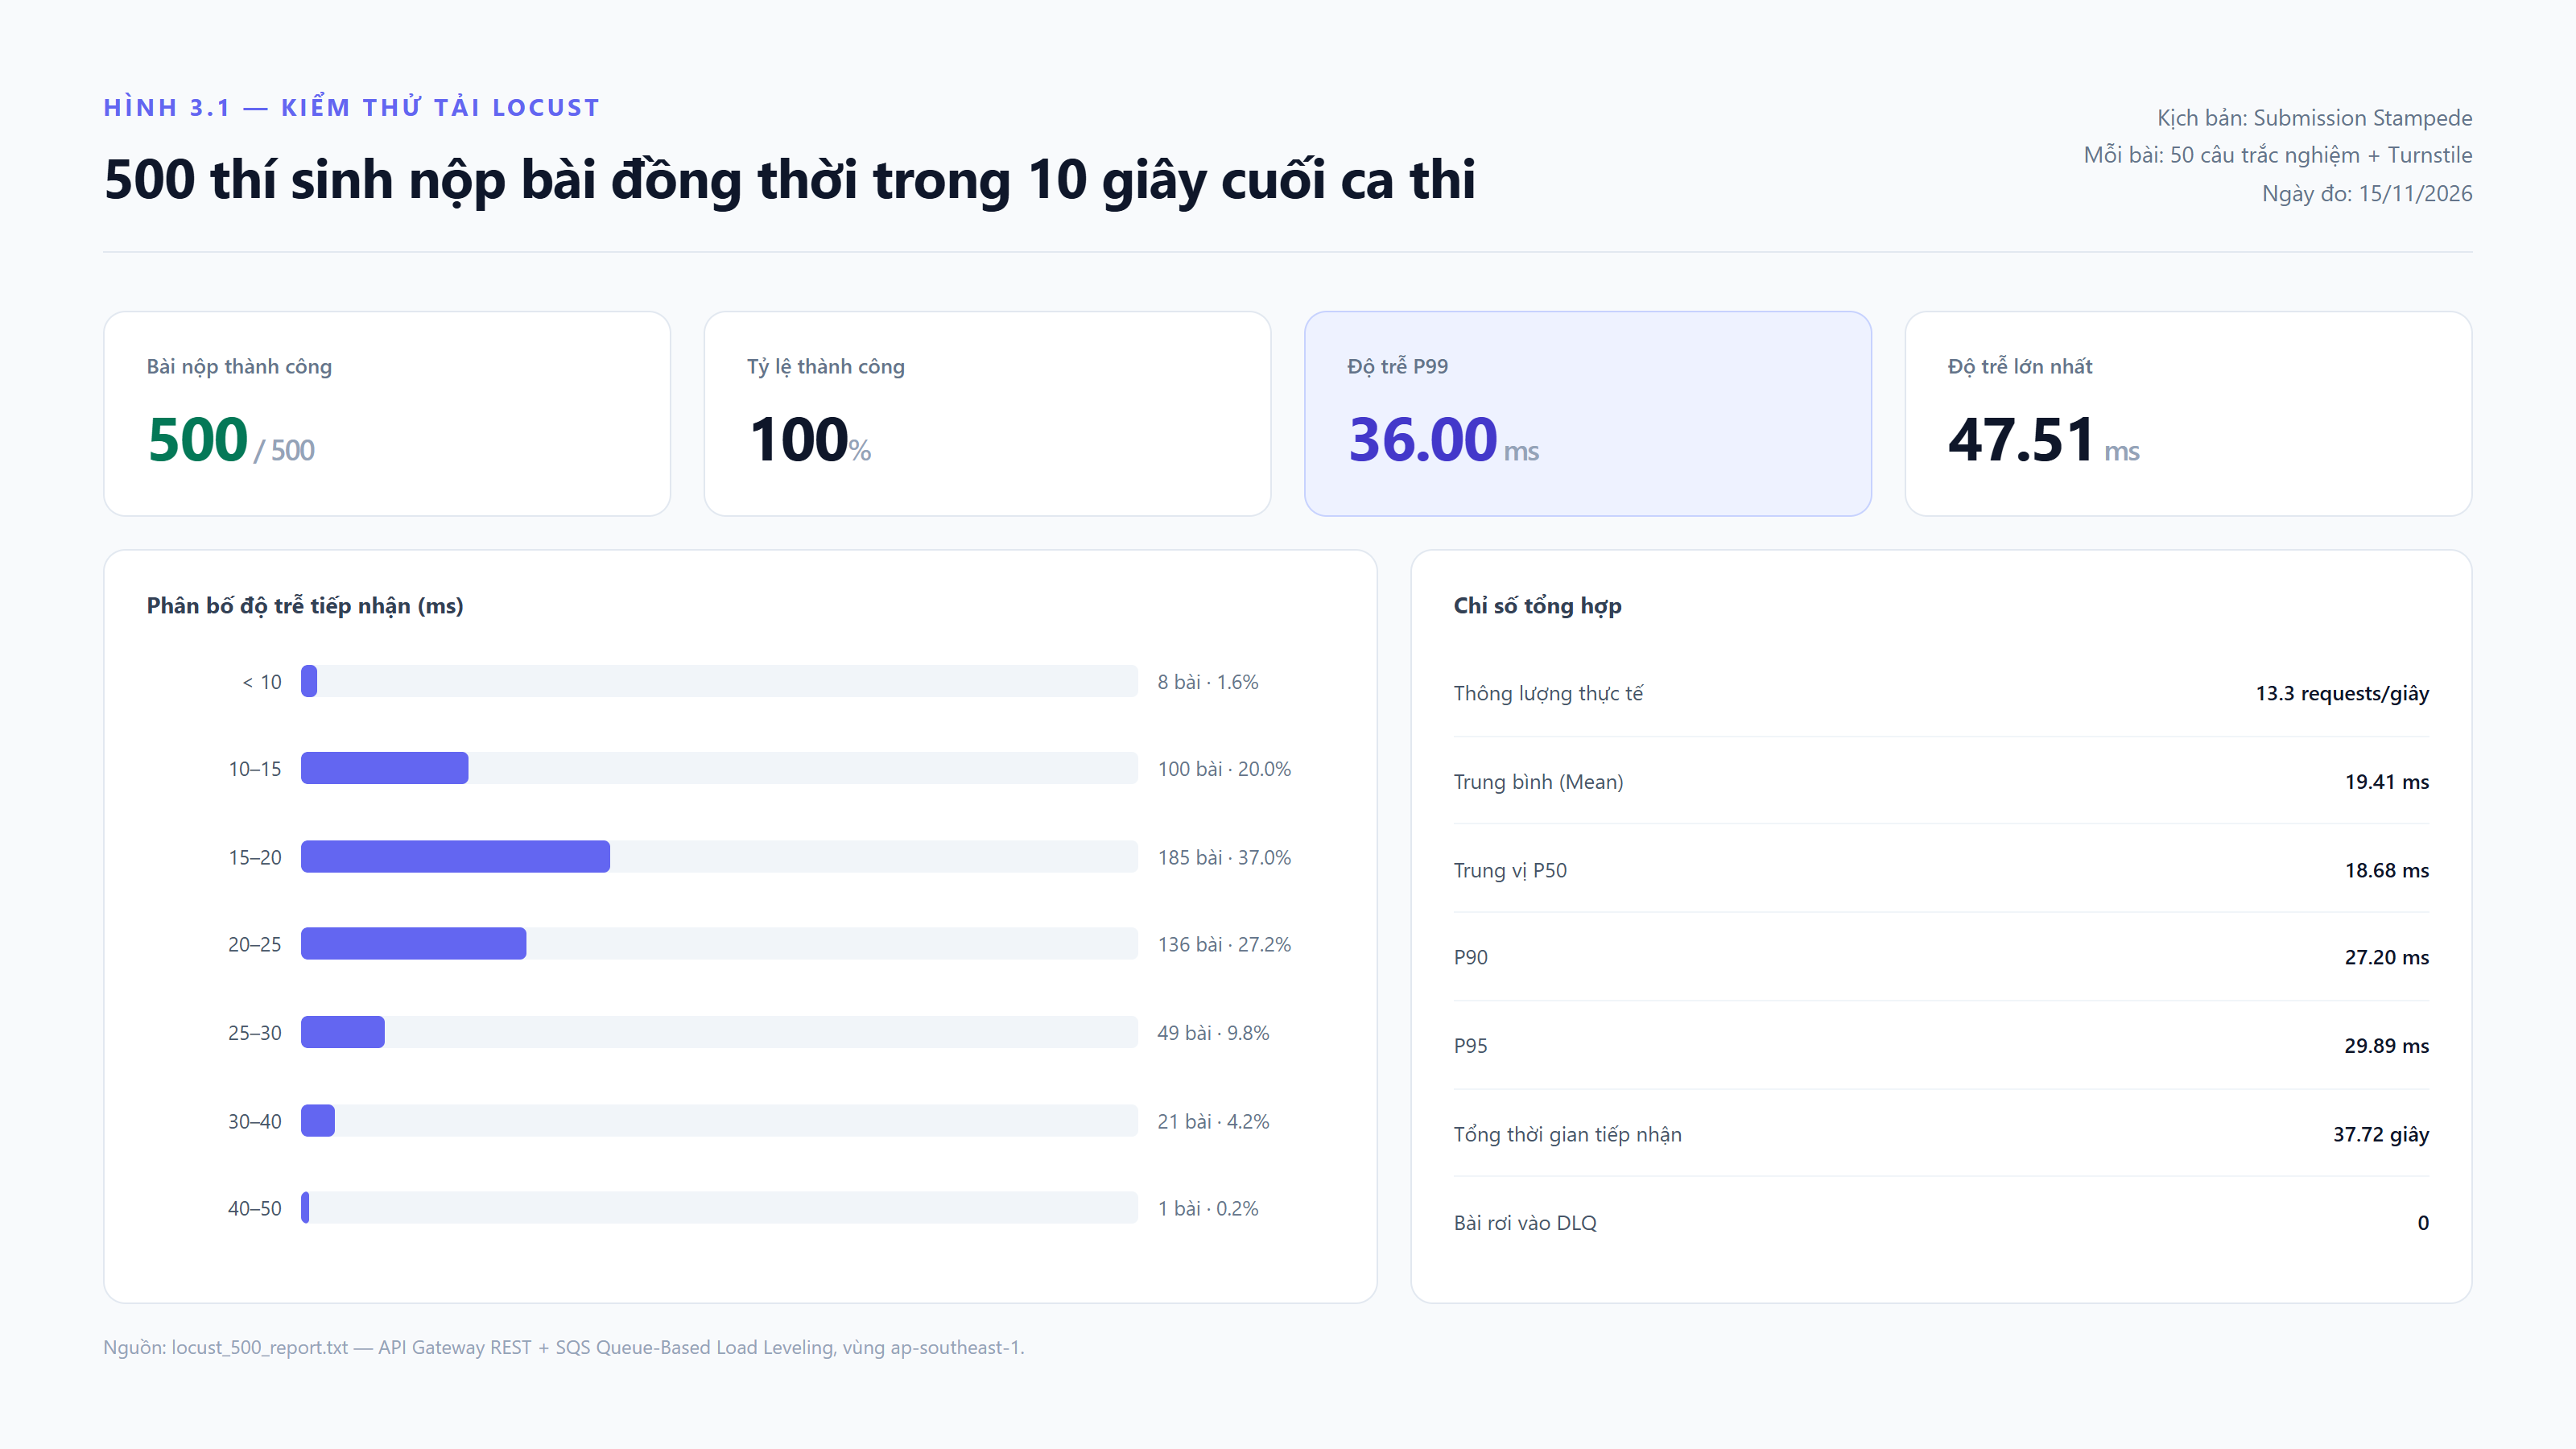 HÌNH 3.1 — KIỂM THỬ TẢI LOCUST
500 thí sinh nộp bài đồng thời trong 10 giây cuối ca thi
Kịch bản: Submission Stampede
Mỗi bài: 50 câu trắc nghiệm + Turnstile
Ngày đo: 15/11/2026
Bài nộp thành công
500 / 500
Tỷ lệ thành công
100%
Độ trễ P99
36.00 ms
Độ trễ lớn nhất
47.51 ms
Phân bố độ trễ tiếp nhận (ms)
< 10 8 bài · 1.6%
10–15 100 bài · 20.0%
15–20 185 bài · 37.0%
20–25 136 bài · 27.2%
25–30 49 bài · 9.8%
30–40 21 bài · 4.2%
40–50 1 bài · 0.2%
Chỉ số tổng hợp
Thông lượng thực tế 13.3 requests/giây
Trung bình (Mean) 19.41 ms
Trung vị P50 18.68 ms
P90 27.20 ms
P95 29.89 ms
Tổng thời gian tiếp nhận 37.72 giây
Bài rơi vào DLQ 0
Nguồn: locust_500_report.txt — API Gateway REST + SQS Queue-Based Load Leveling, vùng ap-southeast-1.